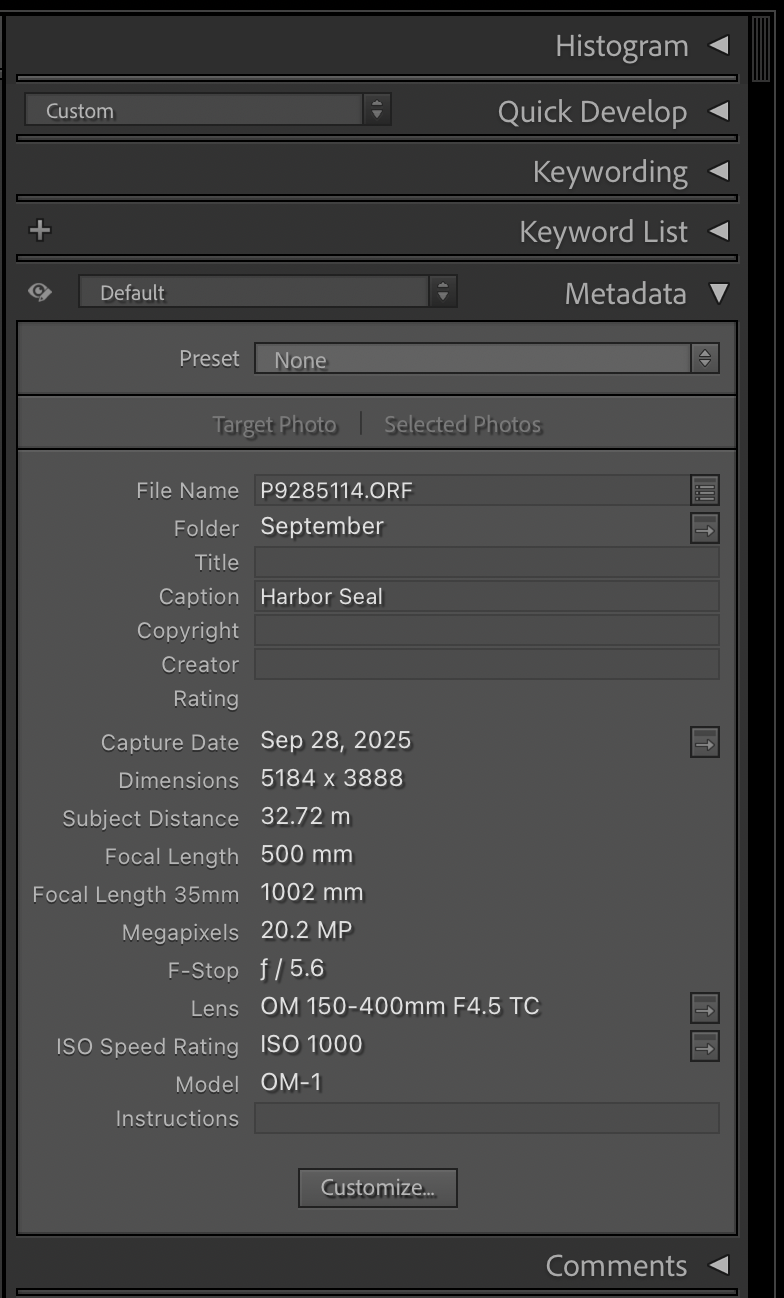 Histogram
Custom Quick Develop
Keywording
Keyword List
Default Metadata
Preset None
Target Photo Selected Photos
File Name P9285114.ORF
Folder September
Title
Caption Harbor Seal
Copyright
Creator
Rating
Capture Date Sep 28, 2025
Dimensions 5184 x 3888
Subject Distance 32.72 m
Focal Length 500 mm
Focal Length 35mm 1002 mm
Megapixels 20.2 MP
F-Stop ƒ / 5.6
Lens OM 150-400mm F4.5 TC
ISO Speed Rating ISO 1000
Model OM-1
Instructions
Customize...
Comments